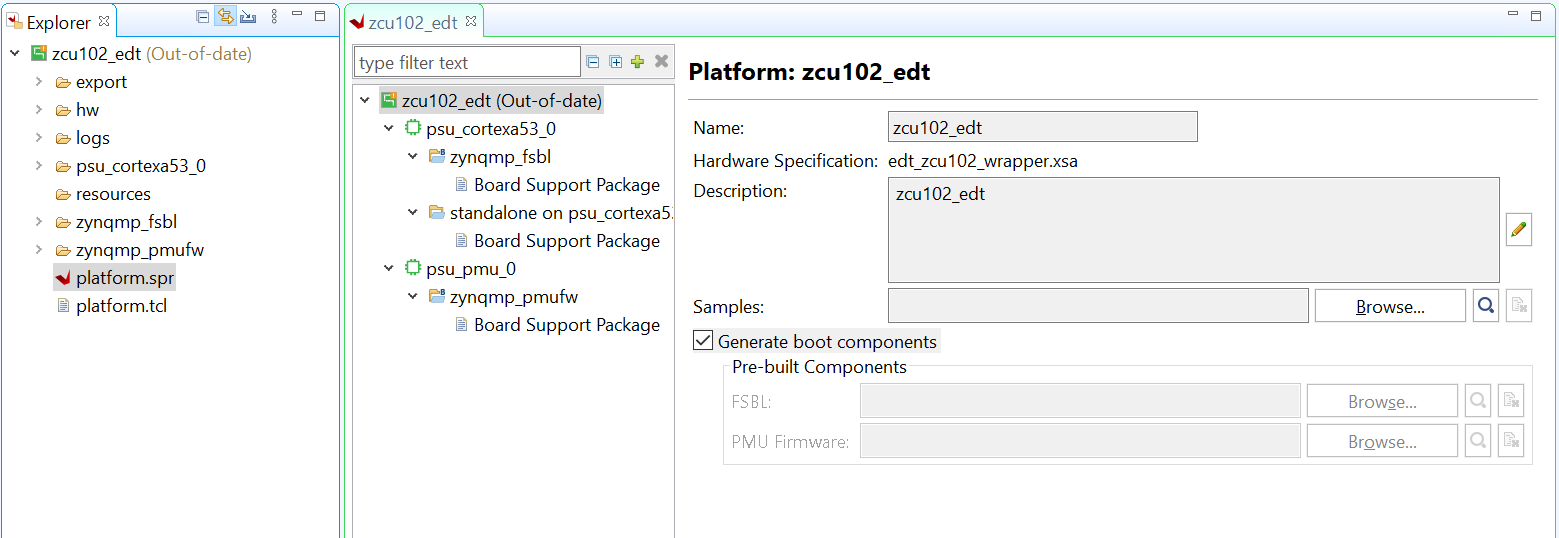 Explorer
zcu102_edt (Out-of-date)
export
hw
logs
psu_cortexa53_0
resources
zynqmp_fsbl
zynqmp_pmufw
platform.spr
platform.tcl
zcu102_edt
type filter text
zcu102_edt (Out-of-date)
psu_cortexa53_0
zynqmp_fsbl
Board Support Package
standalone on psu_cortexa5
Board Support Package
psu_pmu_0
zynqmp_pmufw
Board Support Package
Platform: zcu102_edt
Name: zcu102_edt
Hardware Specification: edt_zcu102_wrapper.xsa
Description: zcu102_edt
Samples: Browse...
Generate boot components
Pre-built Components
FSBL: Browse...
PMU Firmware: Browse...